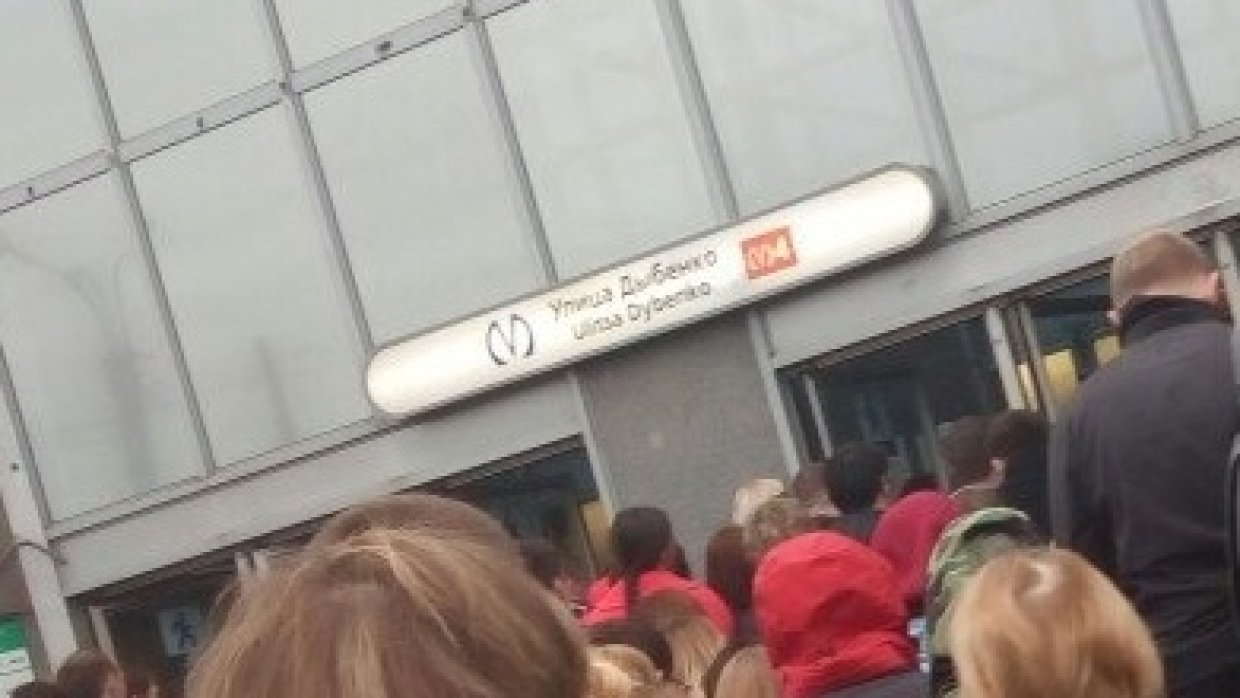 Улица Дыбенко
Ulitsa Dybenko